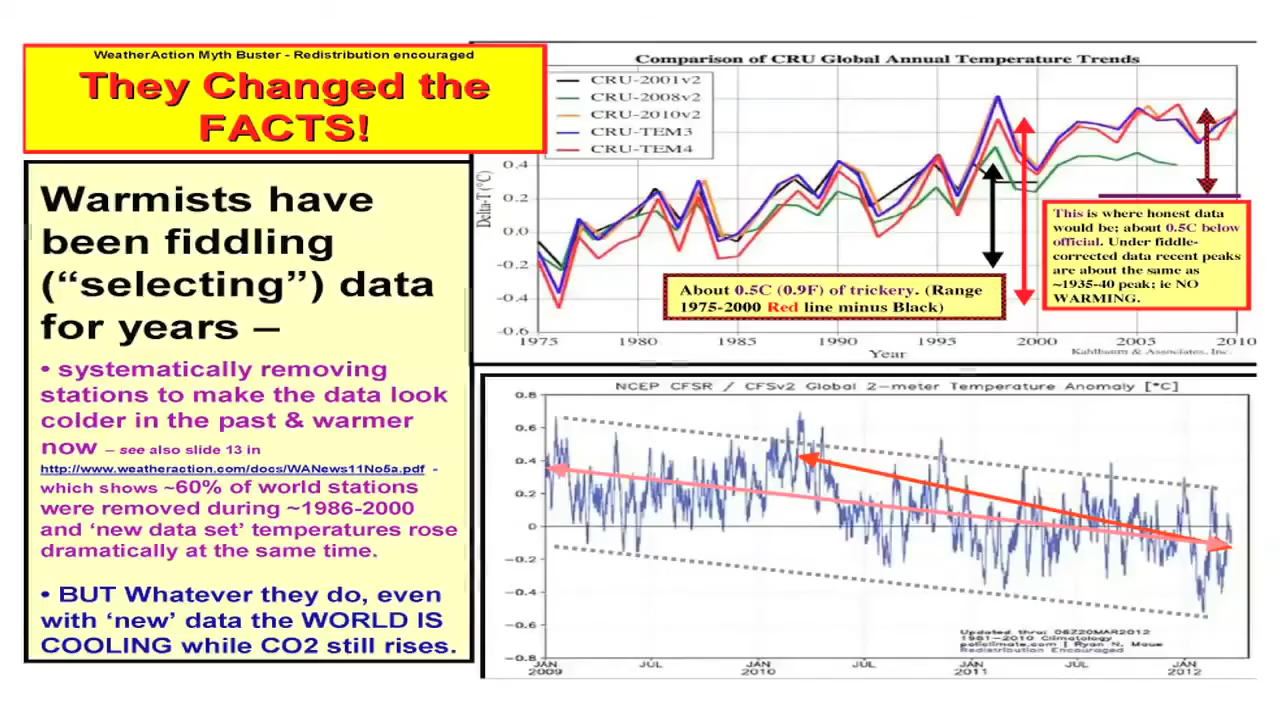 WeatherAction Myth Buster - Redistribution encouraged
They Changed the
FACTS!
Warmists have
been fiddling
(“selecting”) data
for years –
• systematically removing
stations to make the data look
colder in the past & warmer
now – see also slide 13 in
http://www.weatheraction.com/docs/WANews11No5a.pdf -
which shows ~60% of world stations
were removed during ~1986-2000
and ‘new data set’ temperatures rose
dramatically at the same time.
• BUT Whatever they do, even
with ‘new’ data the WORLD IS
COOLING while CO2 still rises.
Comparison of CRU Global Annual Temperature Trends
CRU-2001v2
CRU-2008v2
CRU-2010v2
CRU-TEM3
CRU-TEM4
Delta-T (°C)
0.4
0.2
0.0
-0.2
-0.4
-0.6
This is where honest data
would be; about 0.5C below
official. Under fiddle-
corrected data recent peaks
are about the same as
~1935-40 peak; ie NO
WARMING.
About 0.5C (0.9F) of trickery. (Range
1975-2000 Red line minus Black)
1975 1980 1985 1990 1995 2000 2005 2010
Year
Kahlbaum & Associates, Inc.
NCEP CFSR / CFSv2 Global 2-meter Temperature Anomaly [°C]
0.8
0.6
0.4
0.2
0
-0.2
-0.4
-0.6
-0.8
Updated thru: 06Z20MAR2012
1981-2010 Climatology
policlimate.com | Ryan N. Maue
Redistribution Encouraged
JAN JUL JAN JUL JAN JUL JAN
2009 2010 2011 2012